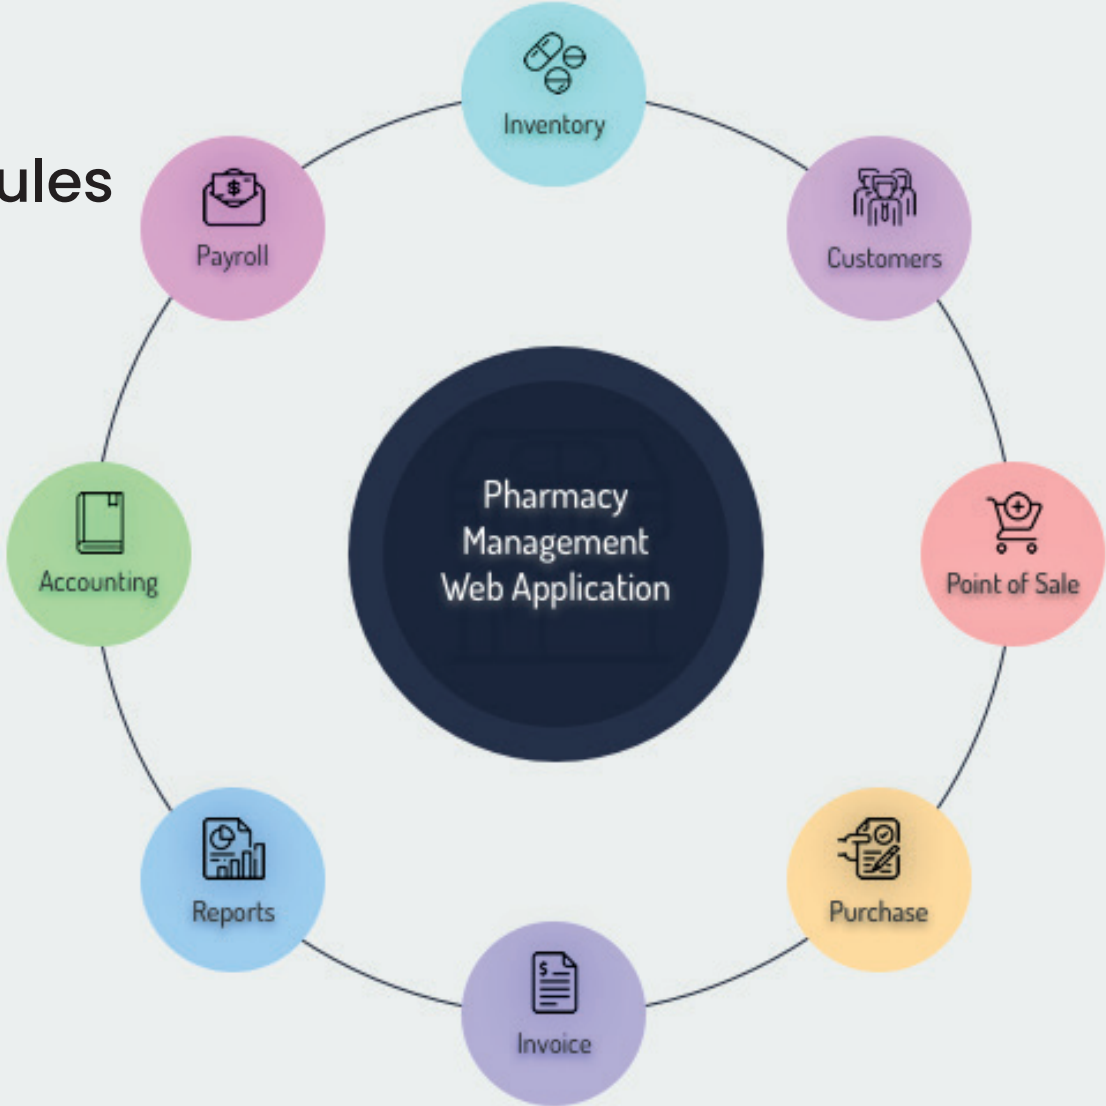 Inventory
ules
Payroll
Customers
Pharmacy
Management
Web Application
Accounting
Point of Sale
Reports
Purchase
Invoice